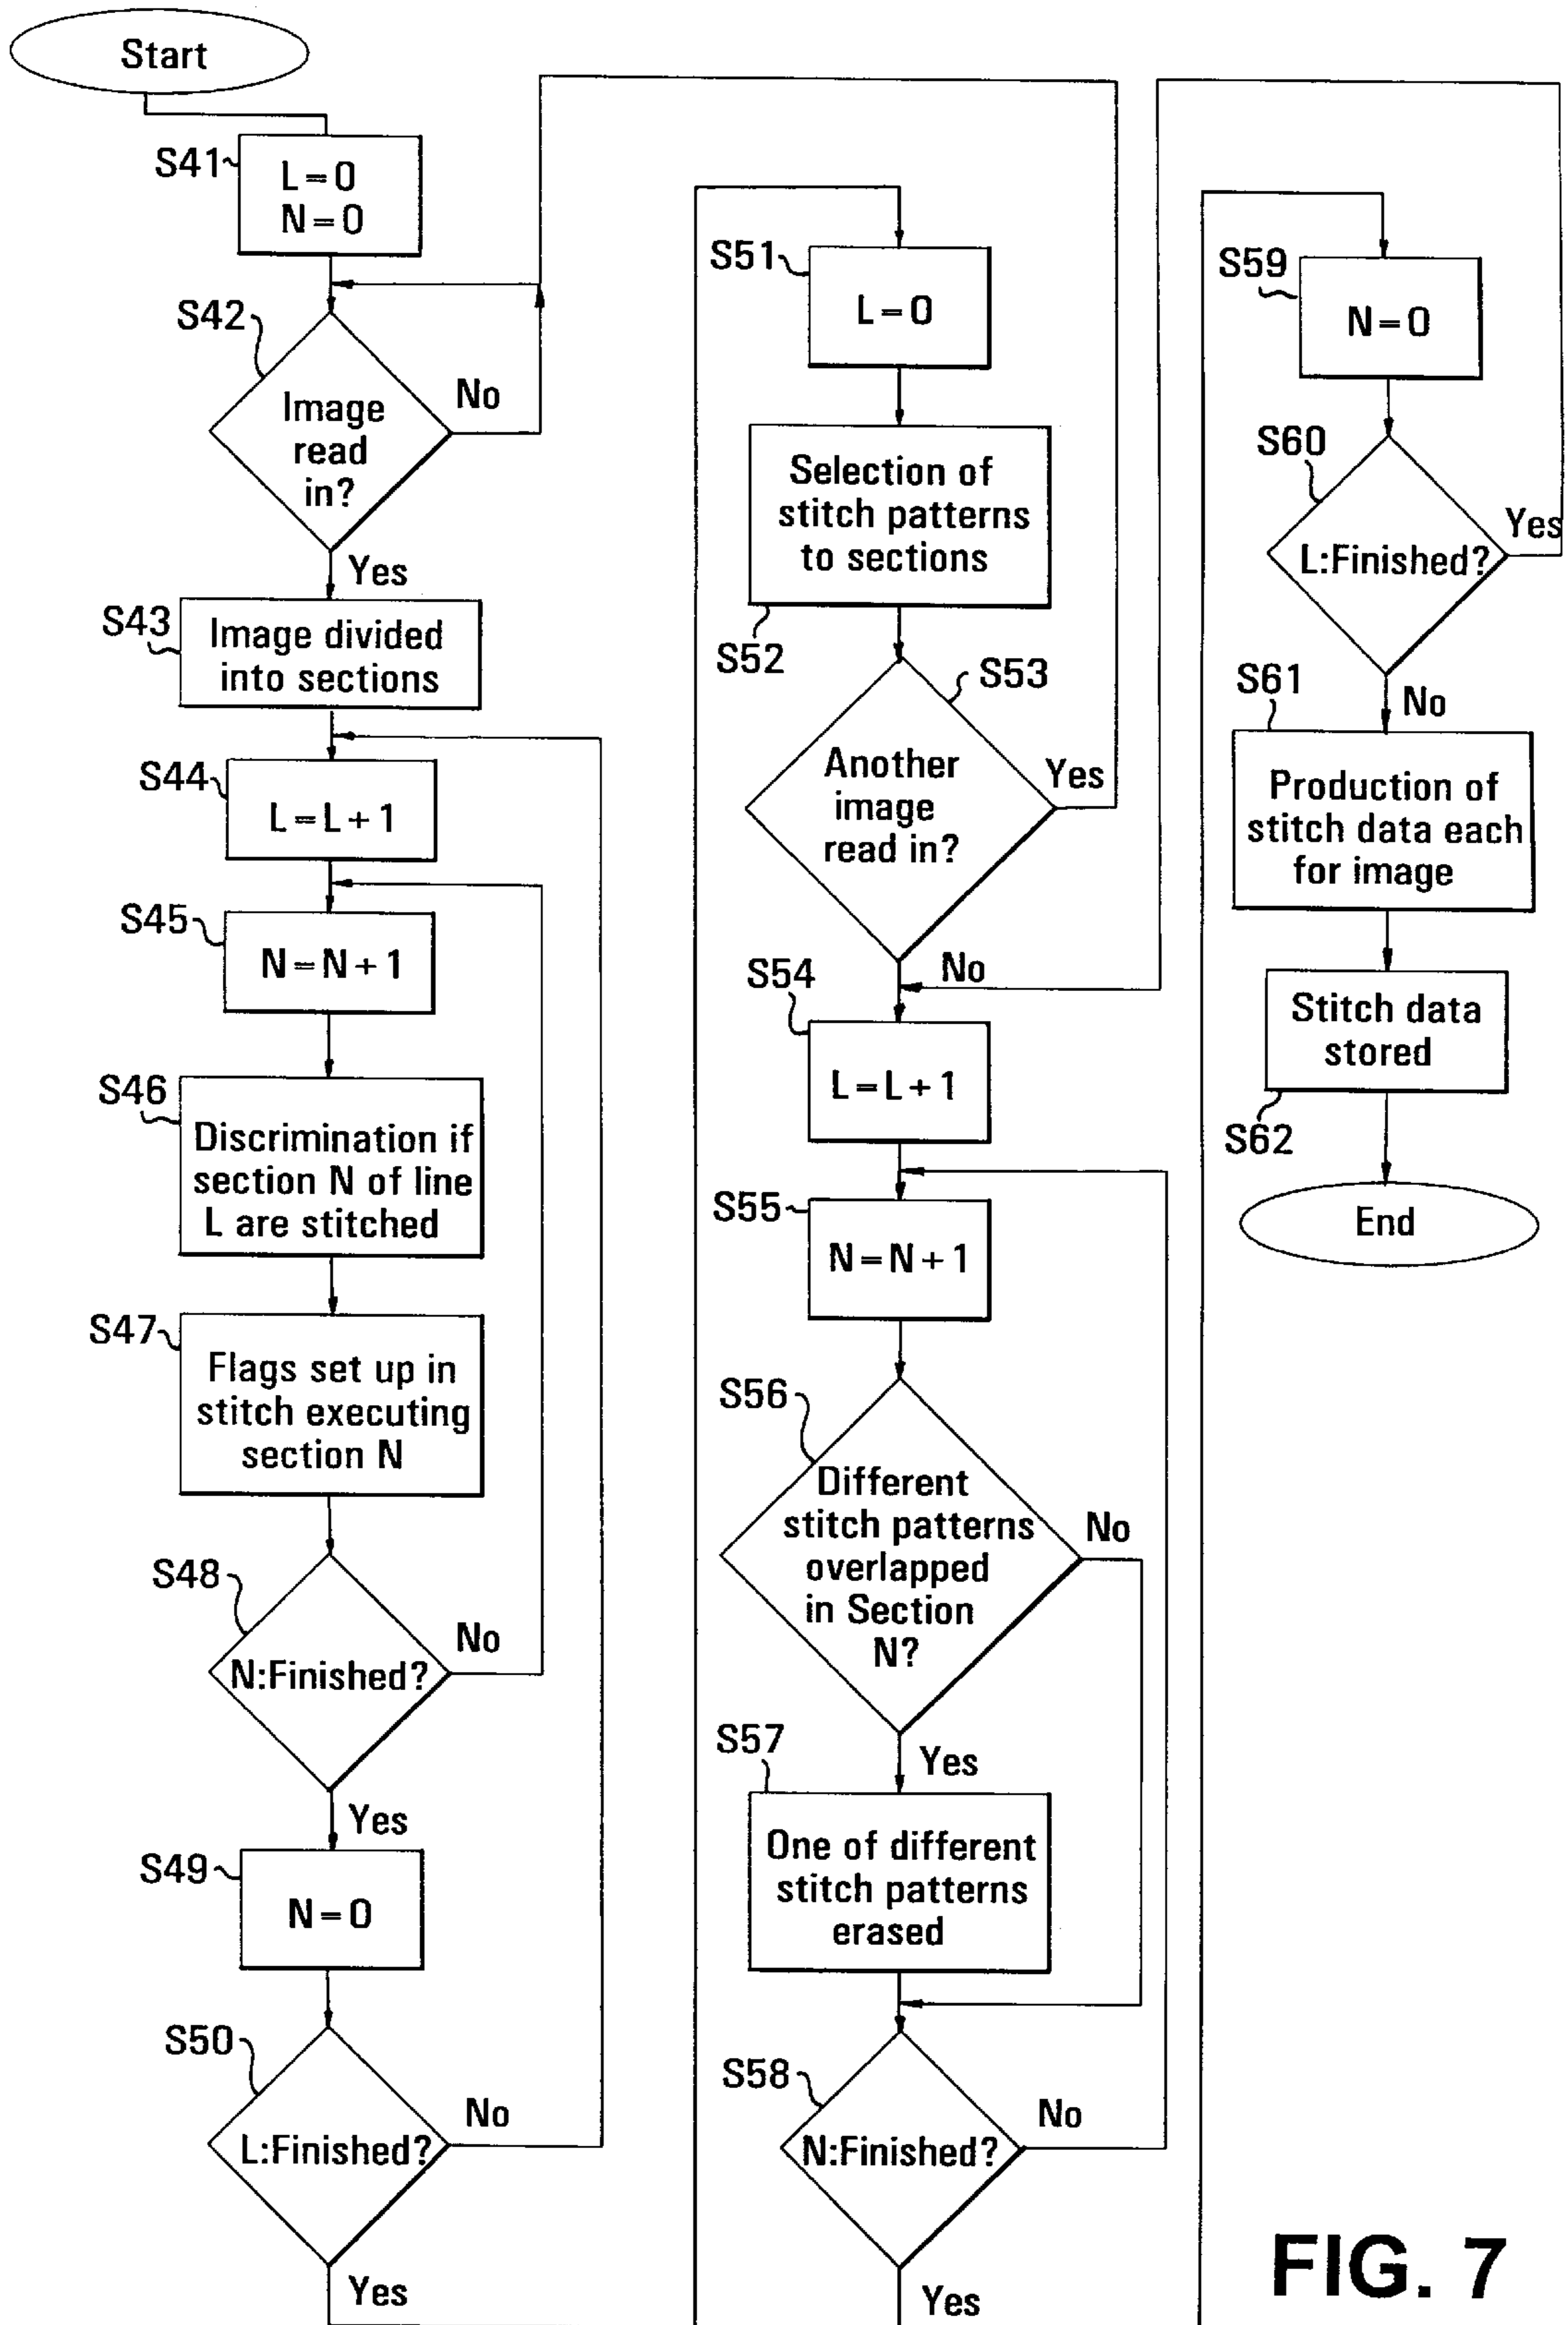 Start
S41
L=0
N=0
S42
Image
read
in?
No
Yes
S43
Image divided
into sections
S44
L=L+1
S45
N=N+1
S46
Discrimination if
section N of line
L are stitched
S47
Flags set up in
stitch executing
section N
S48
N:Finished?
No
Yes
S49
N=0
S50
L:Finished?
No
Yes
S51
L=0
Selection of
stitch patterns
to sections
S52
S53
Another
image
read in?
Yes
No
S54
L=L+1
S55
N=N+1
S56
Different
stitch patterns
overlapped
in Section
N?
No
Yes
S57
One of different
stitch patterns
erased
S58
N:Finished?
No
Yes
S59
N=0
S60
L:Finished?
Yes
No
S61
Production of
stitch data each
for image
Stitch data
stored
S62
End
FIG. 7